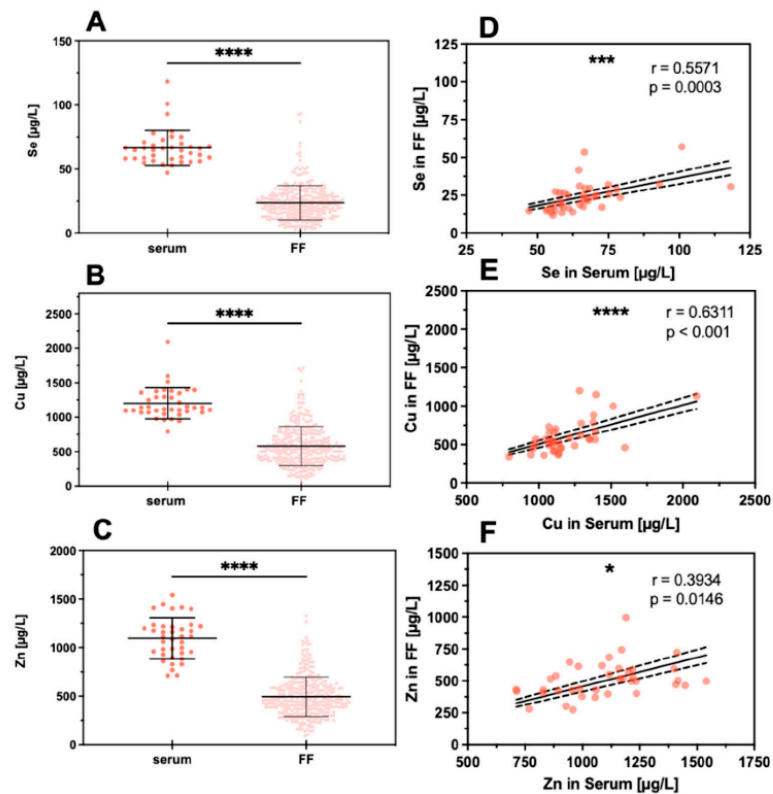 A
****
150
100
50
0
Se [µg/L]
serum
FF
D
***
r = 0.5571
p = 0.0003
125
100
75
50
25
0
Se in FF [µg/L]
25
50
75
100
125
Se in Serum [µg/L]
B
****
2500
2000
1500
1000
500
0
Cu [µg/L]
serum
FF
E
****
r = 0.6311
p < 0.001
2500
2000
1500
1000
500
0
Cu in FF [µg/L]
500
1000
1500
2000
2500
Cu in Serum [µg/L]
C
****
2000
1500
1000
500
0
Zn [µg/L]
serum
FF
F
*
r = 0.3934
p = 0.0146
1500
1250
1000
750
500
250
0
Zn in FF [µg/L]
500
750
1000
1250
1500
1750
Zn in Serum [µg/L]